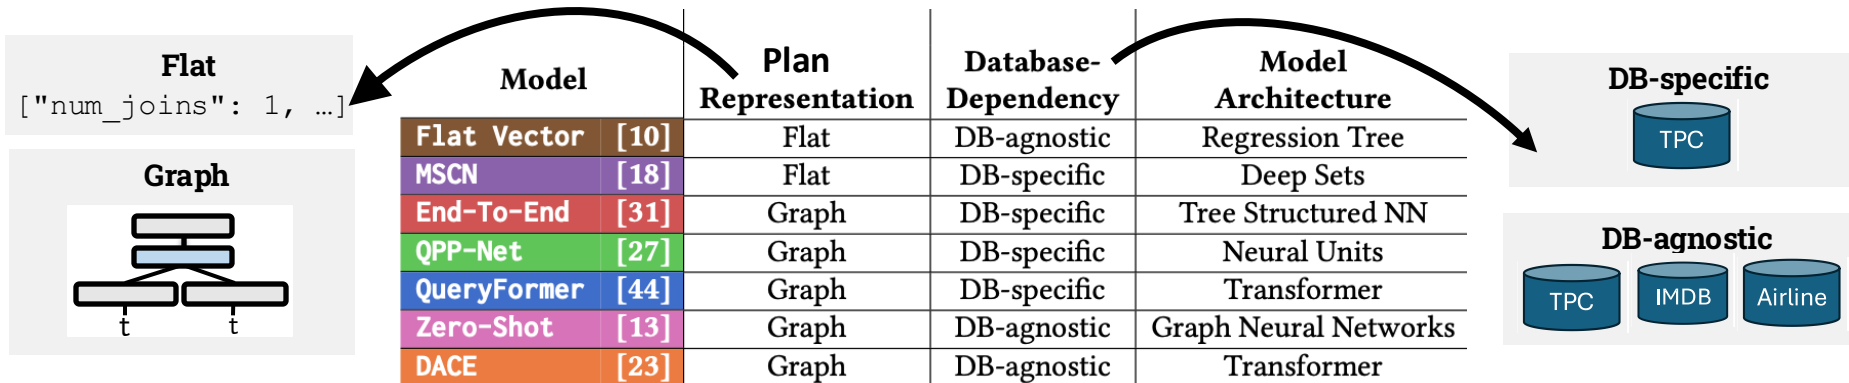 Flat
["num_joins": 1, …]
Graph
t t
Model Plan Representation Database-Dependency Model Architecture
Flat Vector [10] Flat DB-agnostic Regression Tree
MSCN [18] Flat DB-specific Deep Sets
End-To-End [31] Graph DB-specific Tree Structured NN
QPP-Net [27] Graph DB-specific Neural Units
QueryFormer [44] Graph DB-specific Transformer
Zero-Shot [13] Graph DB-agnostic Graph Neural Networks
DACE [23] Graph DB-agnostic Transformer
DB-specific
TPC
DB-agnostic
TPC IMDB Airline